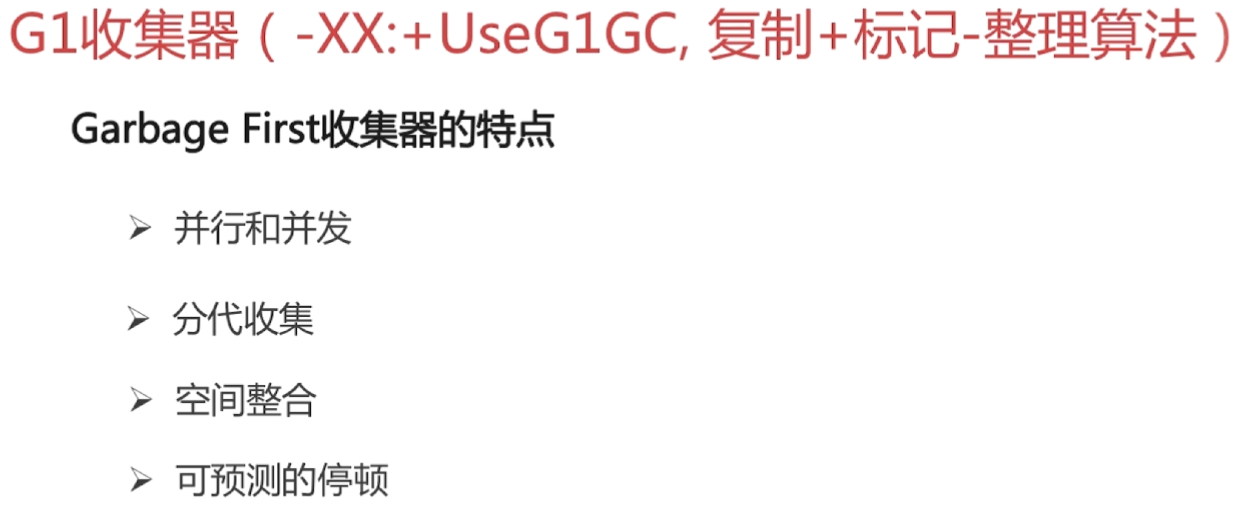 G1收集器（ -XX:+UseG1GC, 复制+标记-整理算法 ）
Garbage First收集器的特点
➢ 并行和并发
➢ 分代收集
➢ 空间整合
➢ 可预测的停顿